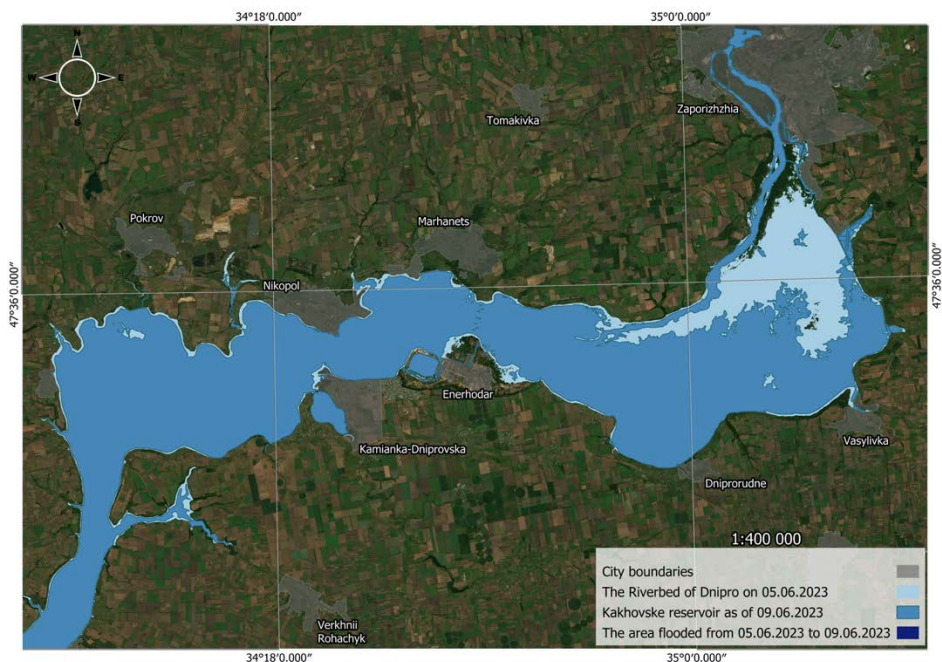 34°18′0.000″ 35°0′0.000″
N
W E
S
Zaporizhzhia
Tomakivka
Pokrov
Marhanets
47°36′0.000″ 47°36′0.000″
Nikopol
Enerhodar
Kamianka-Dniprovska
Vasylivka
Dniprorudne
1:400 000
City boundaries
The Riverbed of Dnipro on 05.06.2023
Kakhovske reservoir as of 09.06.2023
The area flooded from 05.06.2023 to 09.06.2023
Verkhnii
Rohachyk
34°18′0.000″ 35°0′0.000″